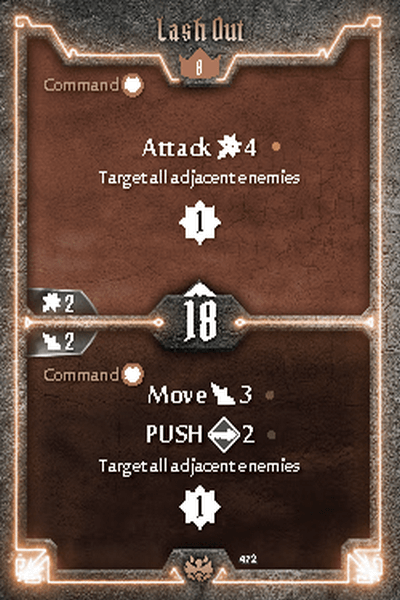 Lash Out
8
Command
Attack 4
Target all adjacent enemies
1
2
18
2
Command
Move 3
PUSH 2
Target all adjacent enemies
1
472